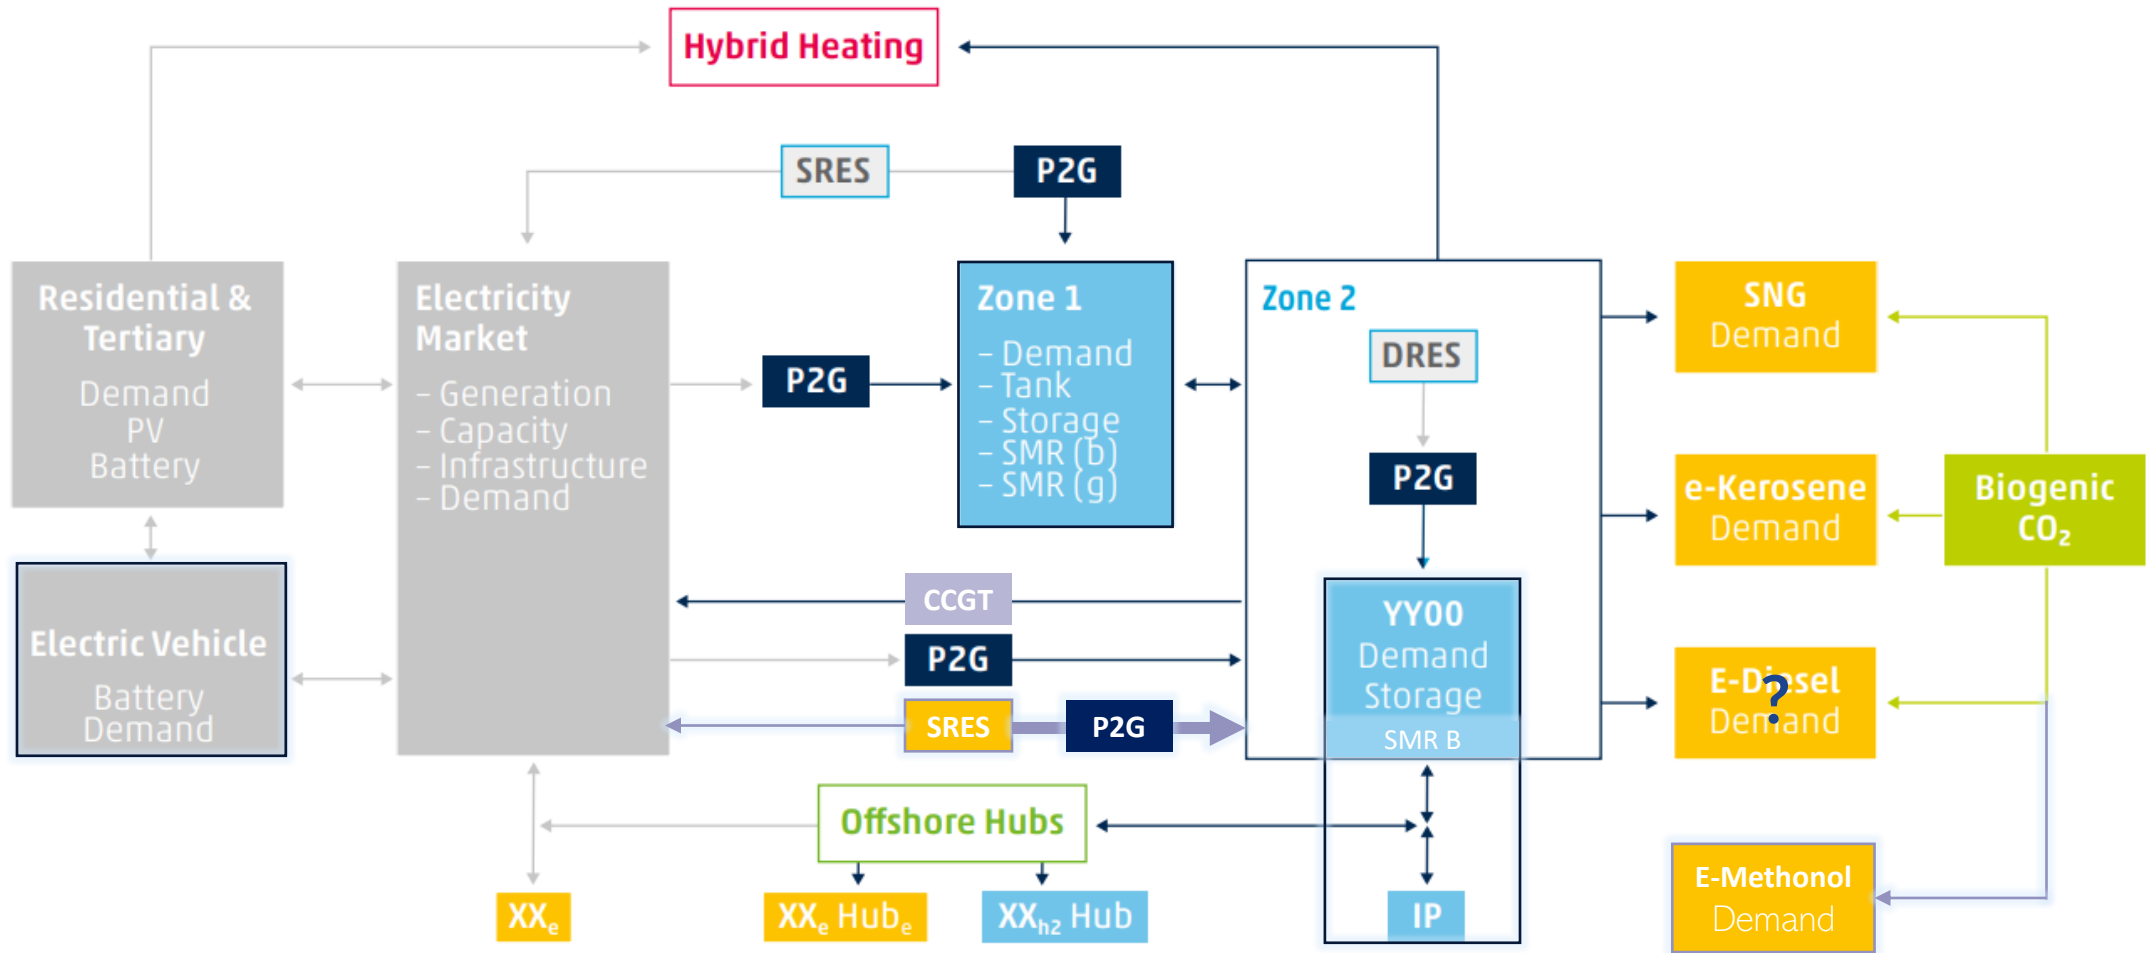 Hybrid Heating
SRES
P2G
Residential &
Tertiary
Demand
PV
Battery
Electricity
Market
– Generation
– Capacity
– Infrastructure
– Demand
P2G
Zone 1
– Demand
– Tank
– Storage
– SMR (b)
– SMR (g)
Zone 2
DRES
P2G
YY00
Demand
Storage
SMR B
SNG
Demand
e-Kerosene
Demand
Biogenic
CO₂
E-Diesel
Demand
?
Electric Vehicle
Battery
Demand
CCGT
P2G
SRES
P2G
Offshore Hubs
XXₑ
XXₑ Hubₑ
XXh2 Hub
IP
E-Methonol
Demand